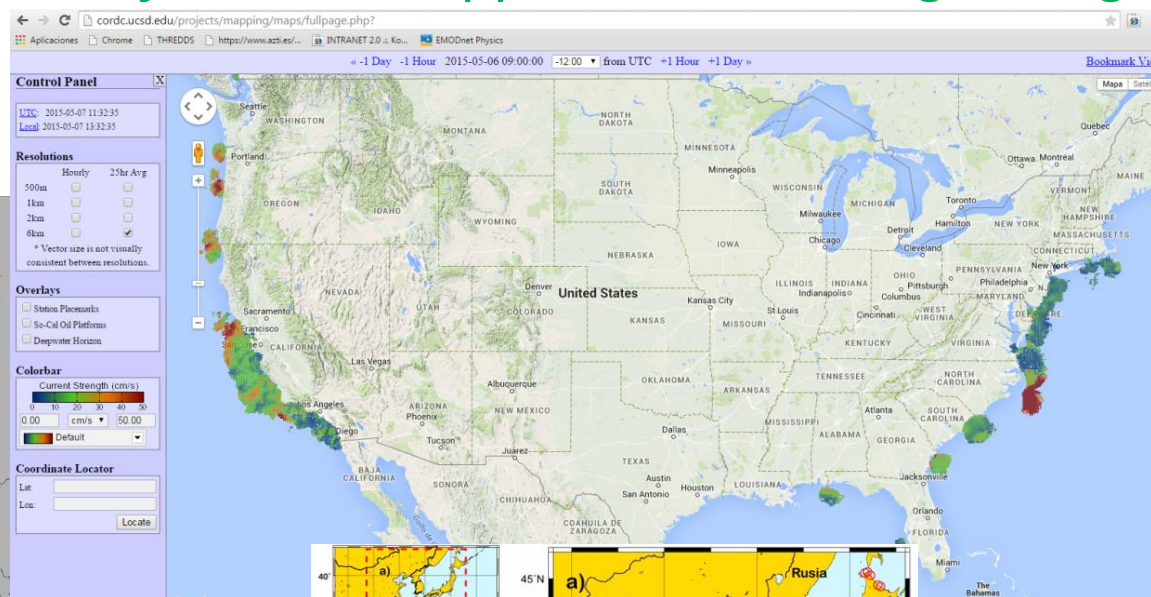 cordc.ucsd.edu/projects/mapping/maps/fullpage.php?
Aplicaciones Chrome THREDDS https://www.azti.es/... INTRANET 2.0 .:. Ko... EMODnet Physics
« -1 Day -1 Hour 2015-05-06 09:00:00 -12:00 from UTC +1 Hour +1 Day »
Bookmark Vi
Control Panel X
UTC: 2015-05-07 11:32:35
Local: 2015-05-07 13:32:35
Resolutions
Hourly 25hr Avg
500m
1km
2km
6km
* Vector size is not visually
consistent between resolutions.
Overlays
Station Placemarks
So-Cal Oil Platforms
Deepwater Horizon
Colorbar
Current Strength (cm/s)
0 10 20 30 40 50
0.00 cm/s 50.00
Default
Coordinate Locator
Lat:
Lon:
Locate
Mapa Saté
Seattle
WASHINGTON
MONTANA
NORTH
DAKOTA
Quebec
Portland
MINNESOTA
Minneapolis
Ottawa Montreal
MAINE
OREGON
IDAHO
SOUTH
DAKOTA
WISCONSIN
MICHIGAN
Toronto
VERMONT
WYOMING
Milwaukee
Hamilton
NEW YORK
NEW
HAMPSHIRE
Detroit
MASSACHUSETTS
IOWA
Chicago
Cleveland
CONNECTICUT
NEBRASKA
PENNSYLVANIA
New York
NEVADA
UTAH
Denver
COLORADO
United States
ILLINOIS
INDIANA
Indianapolis
OHIO
Columbus
Pittsburgh
Philadelphia
N.J.
MARYLAND
Sacramento
Kansas City
St Louis
Cincinnati
WEST
VIRGINIA
DELAWARE
San Francisco
San Jose
KANSAS
MISSOURI
CALIFORNIA
KENTUCKY
VIRGINIA
Las Vegas
Albuquerque
OKLAHOMA
ARKANSAS
TENNESSEE
NORTH
CAROLINA
Los Angeles
ARIZONA
Phoenix
NEW MEXICO
Atlanta
SOUTH
CAROLINA
San Diego
Dallas
MISSISSIPPI
ALABAMA
GEORGIA
Tucson
Juarez
TEXAS
BAJA
CALIFORNIA
SONORA
Austin
San Antonio
Houston
LOUISIANA
Jacksonville
CHIHUAHUA
Orlando
FLORIDA
Golfo de
COAHUILA DE
ZARAGOZA
Miami
The
Bahamas
40°
a)
45°N
a)
Rusia